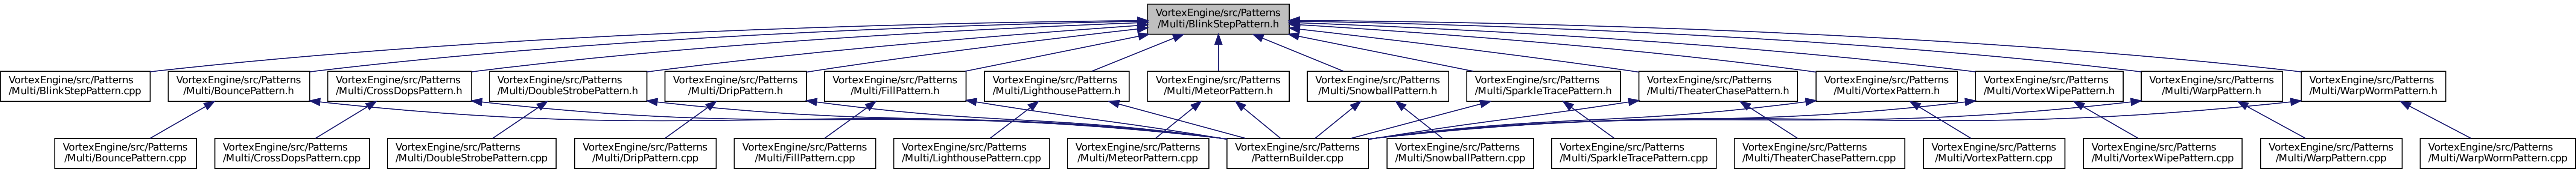 VortexEngine/src/Patterns
/Multi/BlinkStepPattern.h
VortexEngine/src/Patterns
/Multi/BlinkStepPattern.cpp
VortexEngine/src/Patterns
/Multi/BouncePattern.h
VortexEngine/src/Patterns
/Multi/CrossDopsPattern.h
VortexEngine/src/Patterns
/Multi/DoubleStrobePattern.h
VortexEngine/src/Patterns
/Multi/DripPattern.h
VortexEngine/src/Patterns
/Multi/FillPattern.h
VortexEngine/src/Patterns
/Multi/LighthousePattern.h
VortexEngine/src/Patterns
/Multi/MeteorPattern.h
VortexEngine/src/Patterns
/Multi/SnowballPattern.h
VortexEngine/src/Patterns
/Multi/SparkleTracePattern.h
VortexEngine/src/Patterns
/Multi/TheaterChasePattern.h
VortexEngine/src/Patterns
/Multi/VortexPattern.h
VortexEngine/src/Patterns
/Multi/VortexWipePattern.h
VortexEngine/src/Patterns
/Multi/WarpPattern.h
VortexEngine/src/Patterns
/Multi/WarpWormPattern.h
VortexEngine/src/Patterns
/Multi/BouncePattern.cpp
VortexEngine/src/Patterns
/Multi/CrossDopsPattern.cpp
VortexEngine/src/Patterns
/Multi/DoubleStrobePattern.cpp
VortexEngine/src/Patterns
/Multi/DripPattern.cpp
VortexEngine/src/Patterns
/Multi/FillPattern.cpp
VortexEngine/src/Patterns
/Multi/LighthousePattern.cpp
VortexEngine/src/Patterns
/Multi/MeteorPattern.cpp
VortexEngine/src/Patterns
/PatternBuilder.cpp
VortexEngine/src/Patterns
/Multi/SnowballPattern.cpp
VortexEngine/src/Patterns
/Multi/SparkleTracePattern.cpp
VortexEngine/src/Patterns
/Multi/TheaterChasePattern.cpp
VortexEngine/src/Patterns
/Multi/VortexPattern.cpp
VortexEngine/src/Patterns
/Multi/VortexWipePattern.cpp
VortexEngine/src/Patterns
/Multi/WarpPattern.cpp
VortexEngine/src/Patterns
/Multi/WarpWormPattern.cpp